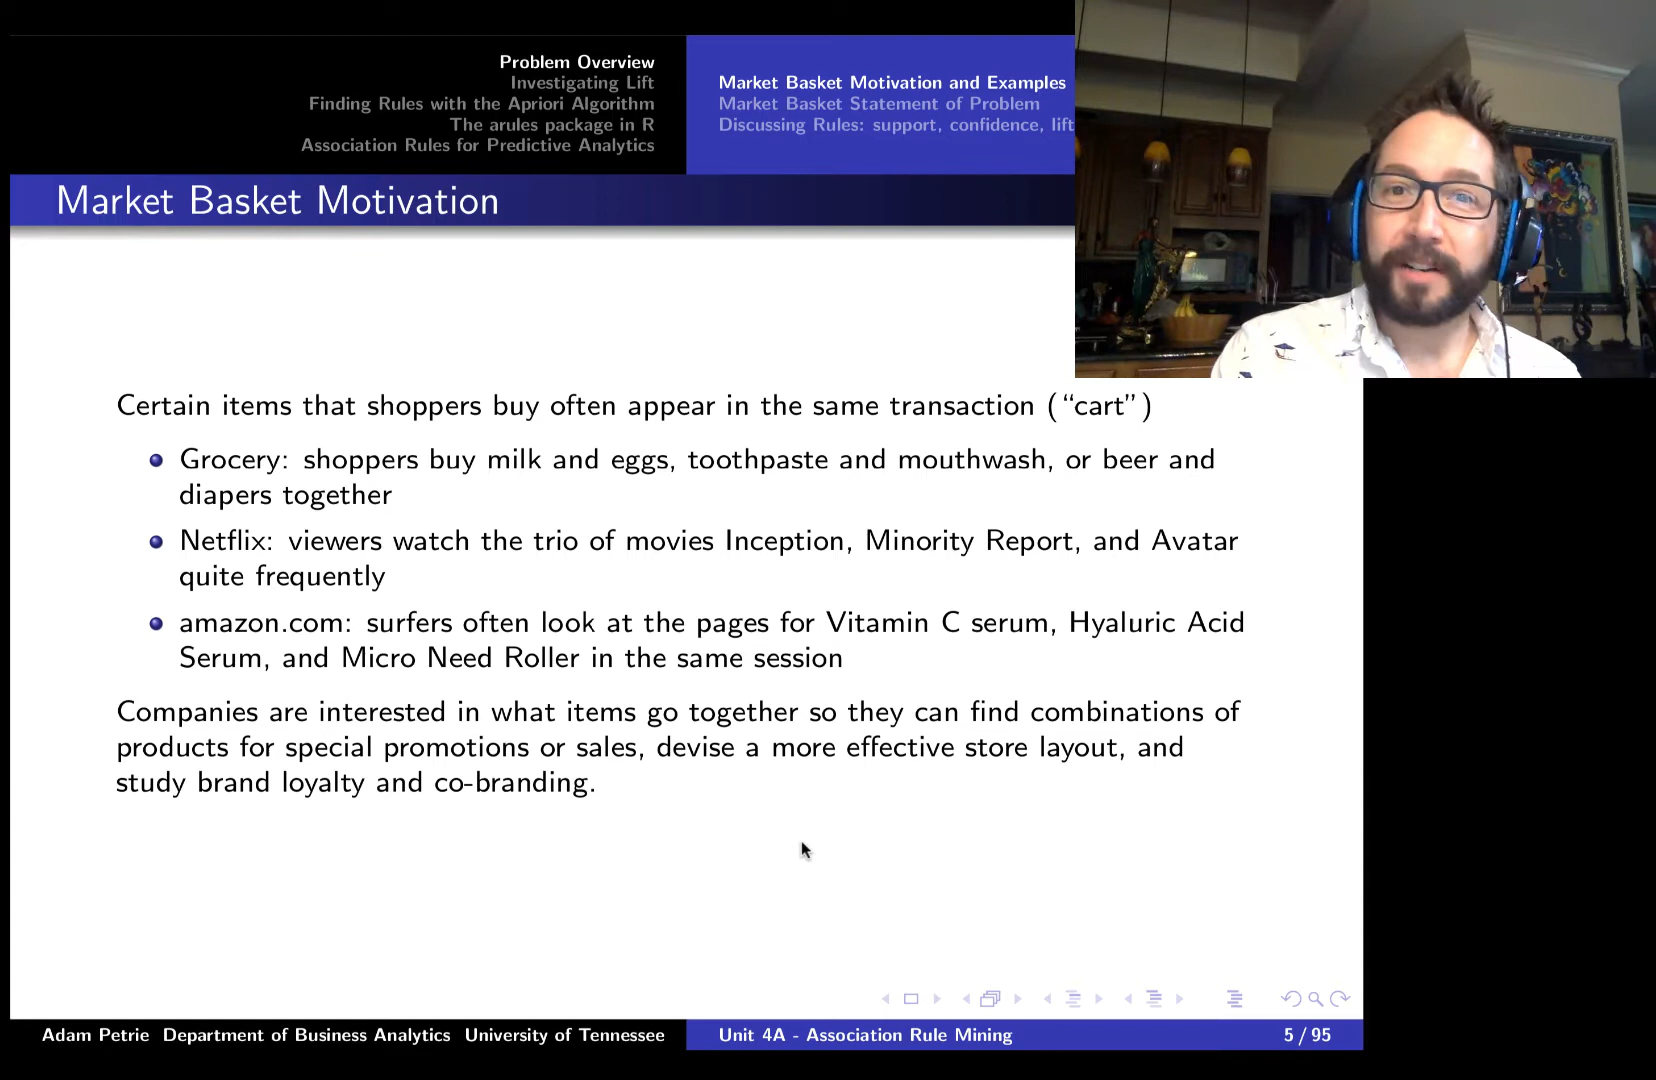 Problem Overview
Investigating Lift
Finding Rules with the Apriori Algorithm
The arules package in R
Association Rules for Predictive Analytics
Market Basket Motivation and Examples
Market Basket Statement of Problem
Discussing Rules: support, confidence, lift
Market Basket Motivation
Certain items that shoppers buy often appear in the same transaction (“cart”)
Grocery: shoppers buy milk and eggs, toothpaste and mouthwash, or beer and
diapers together
Netflix: viewers watch the trio of movies Inception, Minority Report, and Avatar
quite frequently
amazon.com: surfers often look at the pages for Vitamin C serum, Hyaluric Acid
Serum, and Micro Need Roller in the same session
Companies are interested in what items go together so they can find combinations of
products for special promotions or sales, devise a more effective store layout, and
study brand loyalty and co-branding.
Adam Petrie Department of Business Analytics University of Tennessee
Unit 4A - Association Rule Mining
5 / 95